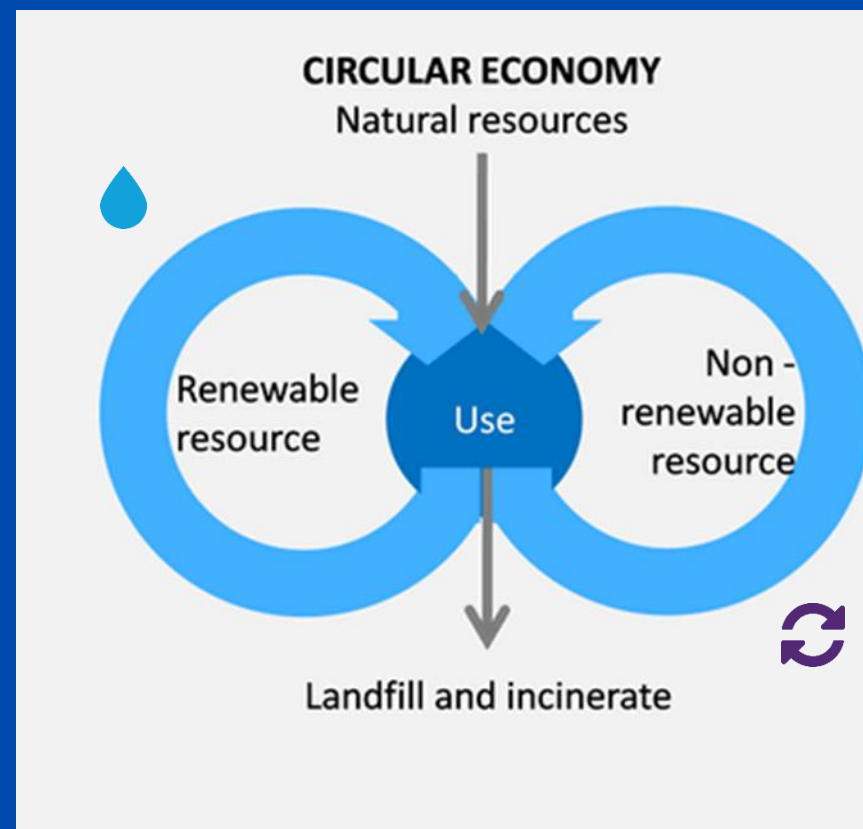 CIRCULAR ECONOMY
Natural resources
Renewable
resource
Use
Non -
renewable
resource
Landfill and incinerate